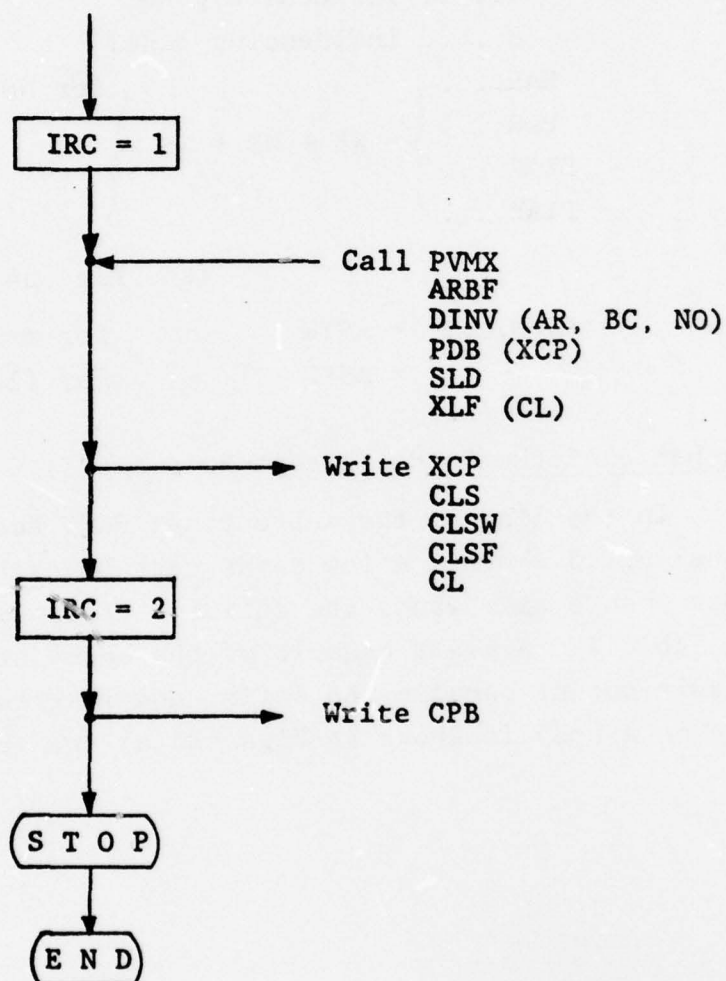 IRC = 1
Call PVMX
ARBF
DINV (AR, BC, NO)
PDB (XCP)
SLD
XLF (CL)
Write XCP
CLS
CLSW
CLSF
CL
IRC = 2
Write CPB
S T O P
E N D